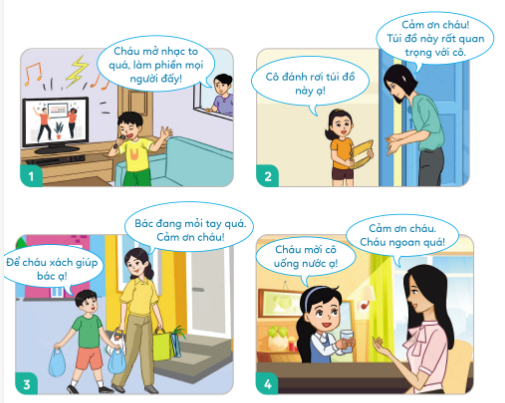 Cháu mở nhạc to
quá, làm phiền mọi
người đấy!
1
Cảm ơn cháu!
Túi đồ này rất quan
trọng với cô.
Cô đánh rơi túi đồ
này ạ!
2
Bác đang mỏi tay quá.
Cảm ơn cháu!
Để cháu xách giúp
bác ạ!
3
Cảm ơn cháu.
Cháu ngoan quá!
Cháu mời cô
uống nước ạ!
4